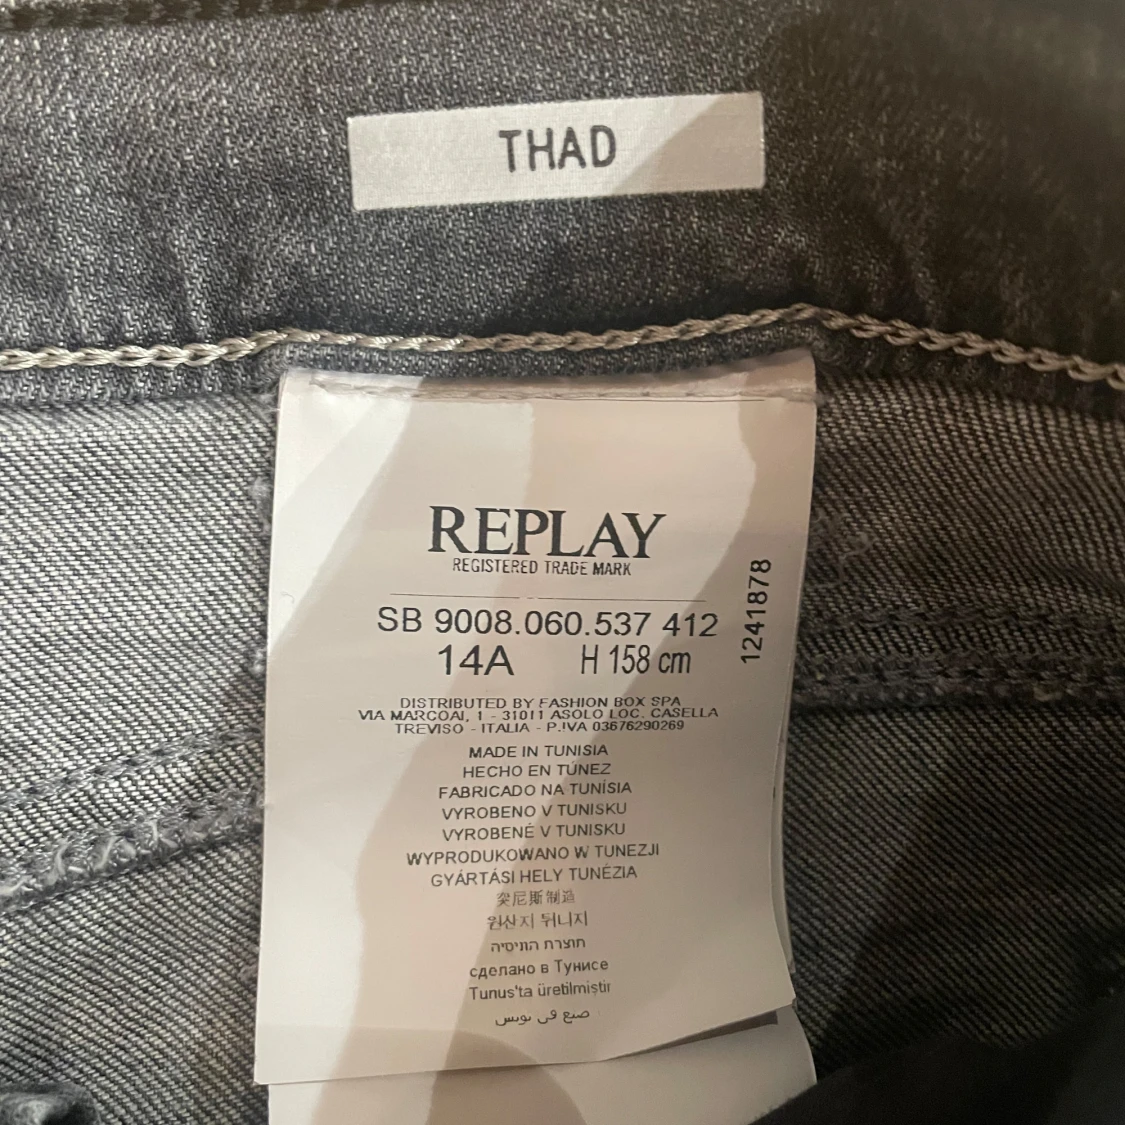 THAD
REPLAY
REGISTERED TRADE MARK
SB 9008.060.537 412
14A H 158 cm
1241878
DISTRIBUTED BY FASHION BOX SPA
VIA MARCOAI, 1 - 31011 ASOLO LOC. CASELLA
TREVISO - ITALIA - P.IVA 03676290269
MADE IN TUNISIA
HECHO EN TÚNEZ
FABRICADO NA TUNÍSIA
VYROBENO V TUNISKU
VYROBENÉ V TUNISKU
WYPRODUKOWANO W TUNEZJI
GYÁRTÁSI HELY TUNÉZIA
突尼斯制造
원산지 튀니지
תוצרת תוניסיה
сделано в Тунисе
Tunus'ta üretilmiştir
صنع في تونس